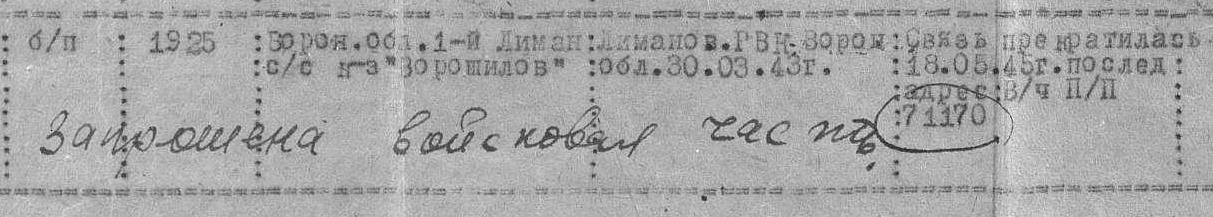 : б/п : 1925 :Ворон.обл.1-й Лиман:Лиманов.РВК Ворон:Связь прекратилась
:с/с к-з "Ворошилов" :обл.30.03.43г. :18.05.45г.послед:
адрес:В/ч П/П
:71170
Запрошена войсковая часть.